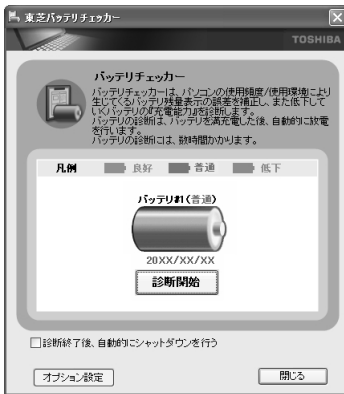 東芝バッテリチェッカー
TOSHIBA
バッテリチェッカー
バッテリチェッカーは、パソコンの使用頻度/使用環境により
生じてくるバッテリ残量表示の誤差を補正し、また低下して
いくバッテリの『充電能力』を診断します。
バッテリの診断は、バッテリを満充電した後、自動的に放電
を行います。
バッテリの診断には、数時間かかります。
凡例 良好 普通 低下
バッテリ#1(普通)
20XX/XX/XX
診断開始
診断終了後、自動的にシャットダウンを行う
オプション設定
閉じる